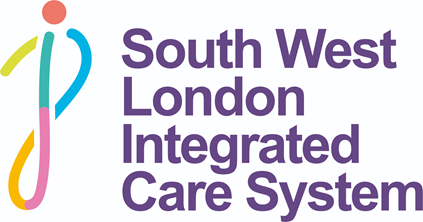 South West
London
Integrated
Care System